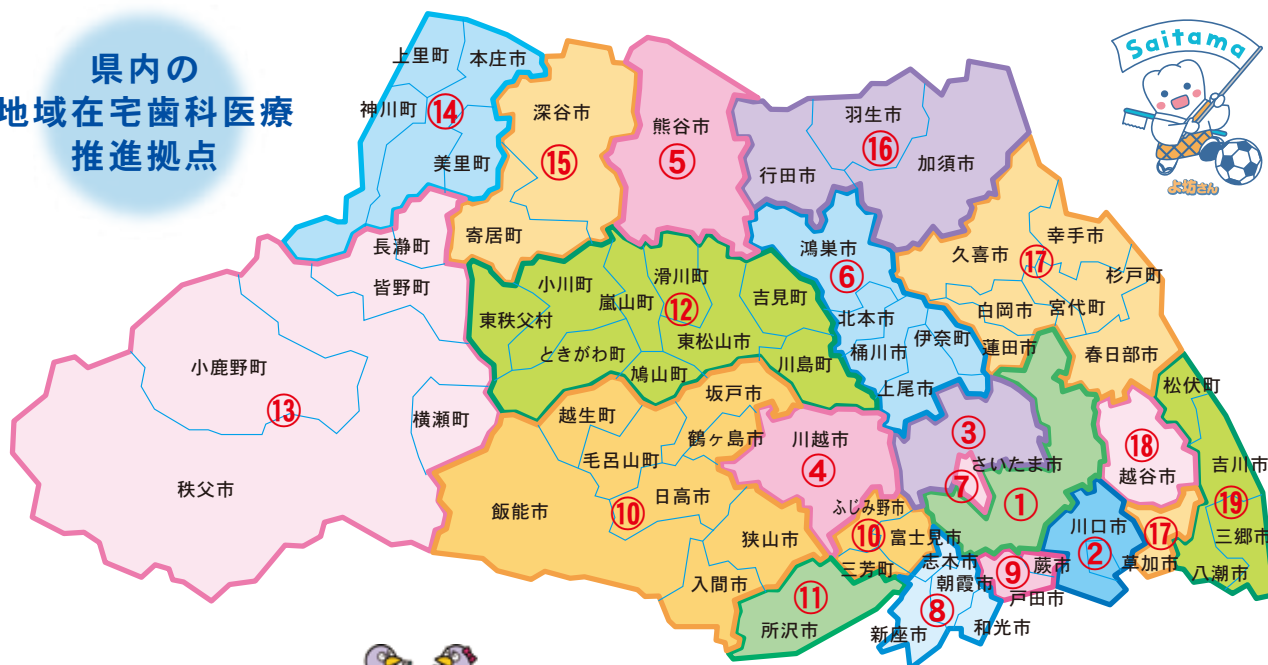 県内の
地域在宅歯科医療
推進拠点
Saitama
よ坊さん
上里町
本庄市
神川町
⑭
美里町
深谷市
⑮
寄居町
熊谷市
⑤
羽生市
⑯
行田市
加須市
長瀞町
皆野町
小鹿野町
⑬
横瀬町
秩父市
小川町
滑川町
嵐山町
吉見町
⑫
東秩父村
東松山市
ときがわ町
鳩山町
川島町
鴻巣市
⑥
北本市
伊奈町
桶川市
上尾市
久喜市
幸手市
⑰
杉戸町
白岡市
宮代町
蓮田市
春日部市
松伏町
坂戸市
越生町
鶴ヶ島市
毛呂山町
日高市
⑩
飯能市
狭山市
入間市
川越市
④
③
さいたま市
⑦
①
⑱
越谷市
吉川市
⑲
三郷市
八潮市
ふじみ野市
⑩
富士見市
三芳町
川口市
②
⑰
草加市
志木市
朝霞市
⑧
新座市
和光市
⑨
蕨市
戸田市
⑪
所沢市